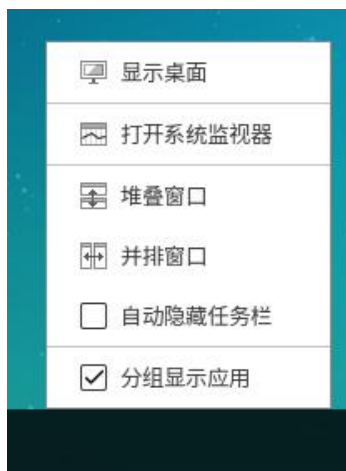 显示桌面
打开系统监视器
堆叠窗口
并排窗口
自动隐藏任务栏
分组显示应用